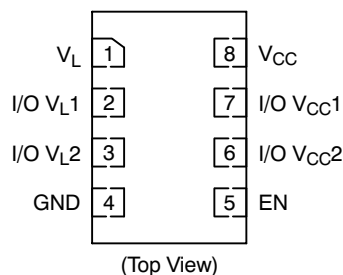 V_L 1 8 V_CC
I/O V_L1 2 7 I/O V_CC1
I/O V_L2 3 6 I/O V_CC2
GND 4 5 EN
(Top View)